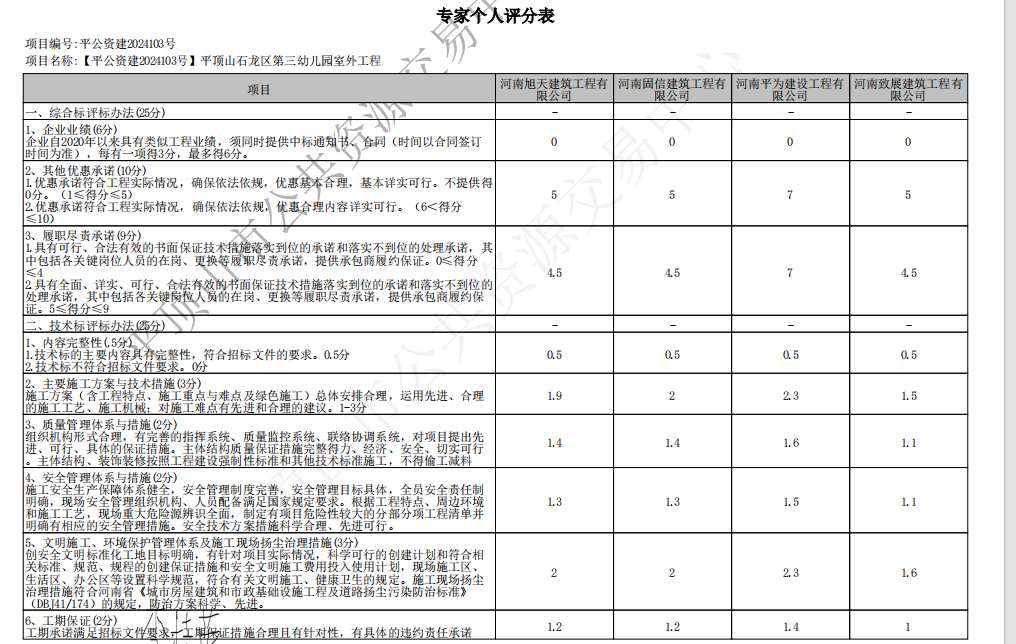 专家个人评分表
项目编号:平公资建2024103号
项目名称:【平公资建2024103号】平顶山石龙区第三幼儿园室外工程
项目 河南旭天建筑工程有限公司 河南固信建筑工程有限公司 河南平为建设工程有限公司 河南致展建筑工程有限公司
一、综合标评标办法(25分) - - - -
1、企业业绩(6分)
企业自2020年以来具有类似工程业绩，须同时提供中标通知书、合同（时间以合同签订
时间为准），每有一项得3分，最多得6分。
0 0 0 0
2、其他优惠承诺(10分)
1.优惠承诺符合工程实际情况，确保依法依规，优惠基本合理，基本详实可行。不提供得
0分。（1≤得分≤5）
2.优惠承诺符合工程实际情况，确保依法依规，优惠合理内容详实可行。（6＜得分
≤10）
5 5 7 5
3、履职尽责承诺(9分)
1.具有可行、合法有效的书面保证技术措施落实到位的承诺和落实不到位的处理承诺，其
中包括各关键岗位人员的在岗、更换等履职尽责承诺，提供承包商履约保证。0≤得分
≤4
2.具有全面、详实、可行、合法有效的书面保证技术措施落实到位的承诺和落实不到位的
处理承诺，其中包括各关键岗位人员的在岗、更换等履职尽责承诺，提供承包商履约保
证。5≤得分≤9
4.5 4.5 7 4.5
二、技术标评标办法(25分) - - - -
1、内容完整性(.5分)
1.技术标的主要内容具有完整性，符合招标文件的要求。0.5分
2.技术标不符合招标文件要求。0分
0.5 0.5 0.5 0.5
2、主要施工方案与技术措施(3分)
施工方案（含工程特点、施工重点与难点及绿色施工）总体安排合理，运用先进、合理
的施工工艺、施工机械；对施工难点有先进和合理的建议。1-3分
1.9 2 2.3 1.5
3、质量管理体系与措施(2分)
组织机构形式合理，有完善的指挥系统、质量监控系统、联络协调系统，对项目提出先
进、可行、具体的保证措施。主体结构质量保证措施完整得力、经济、安全、切实可行
。主体结构、装饰装修按照工程建设强制性标准和其他技术标准施工，不得偷工减料
1.4 1.4 1.6 1.1
4、安全管理体系与措施(2分)
施工安全生产保障体系健全，安全管理制度完善，安全管理目标具体，全员安全责任制
明确，现场安全管理组织机构、人员配备满足国家规定要求。根据工程特点、周边环境
和施工工艺，现场重大危险源辨识全面，制定有项目危险性较大的分部分项工程清单并
明确有相应的安全管理措施。安全技术方案措施科学合理、先进可行。
1.3 1.3 1.5 1.1
5、文明施工、环境保护管理体系及施工现场扬尘治理措施(3分)
创安全文明标准化工地目标明确，有针对项目实际情况，科学可行的创建计划和符合相
关标准、规范、规程的创建保证措施和安全文明施工费用投入使用计划，现场施工区、
生活区、办公区等设置科学规范，符合有关文明施工、健康卫生的规定。施工现场扬尘
治理措施符合河南省《城市房屋建筑和市政基础设施工程及道路扬尘污染防治标准》
（DBJ41/174）的规定，防治方案科学、先进。
2 2 2.3 1.6
6、工期保证(2分)
工期承诺满足招标文件要求，工期保证措施合理且有针对性，有具体的违约责任承诺
1.2 1.2 1.4 1
平顶山市公共资源交易中心